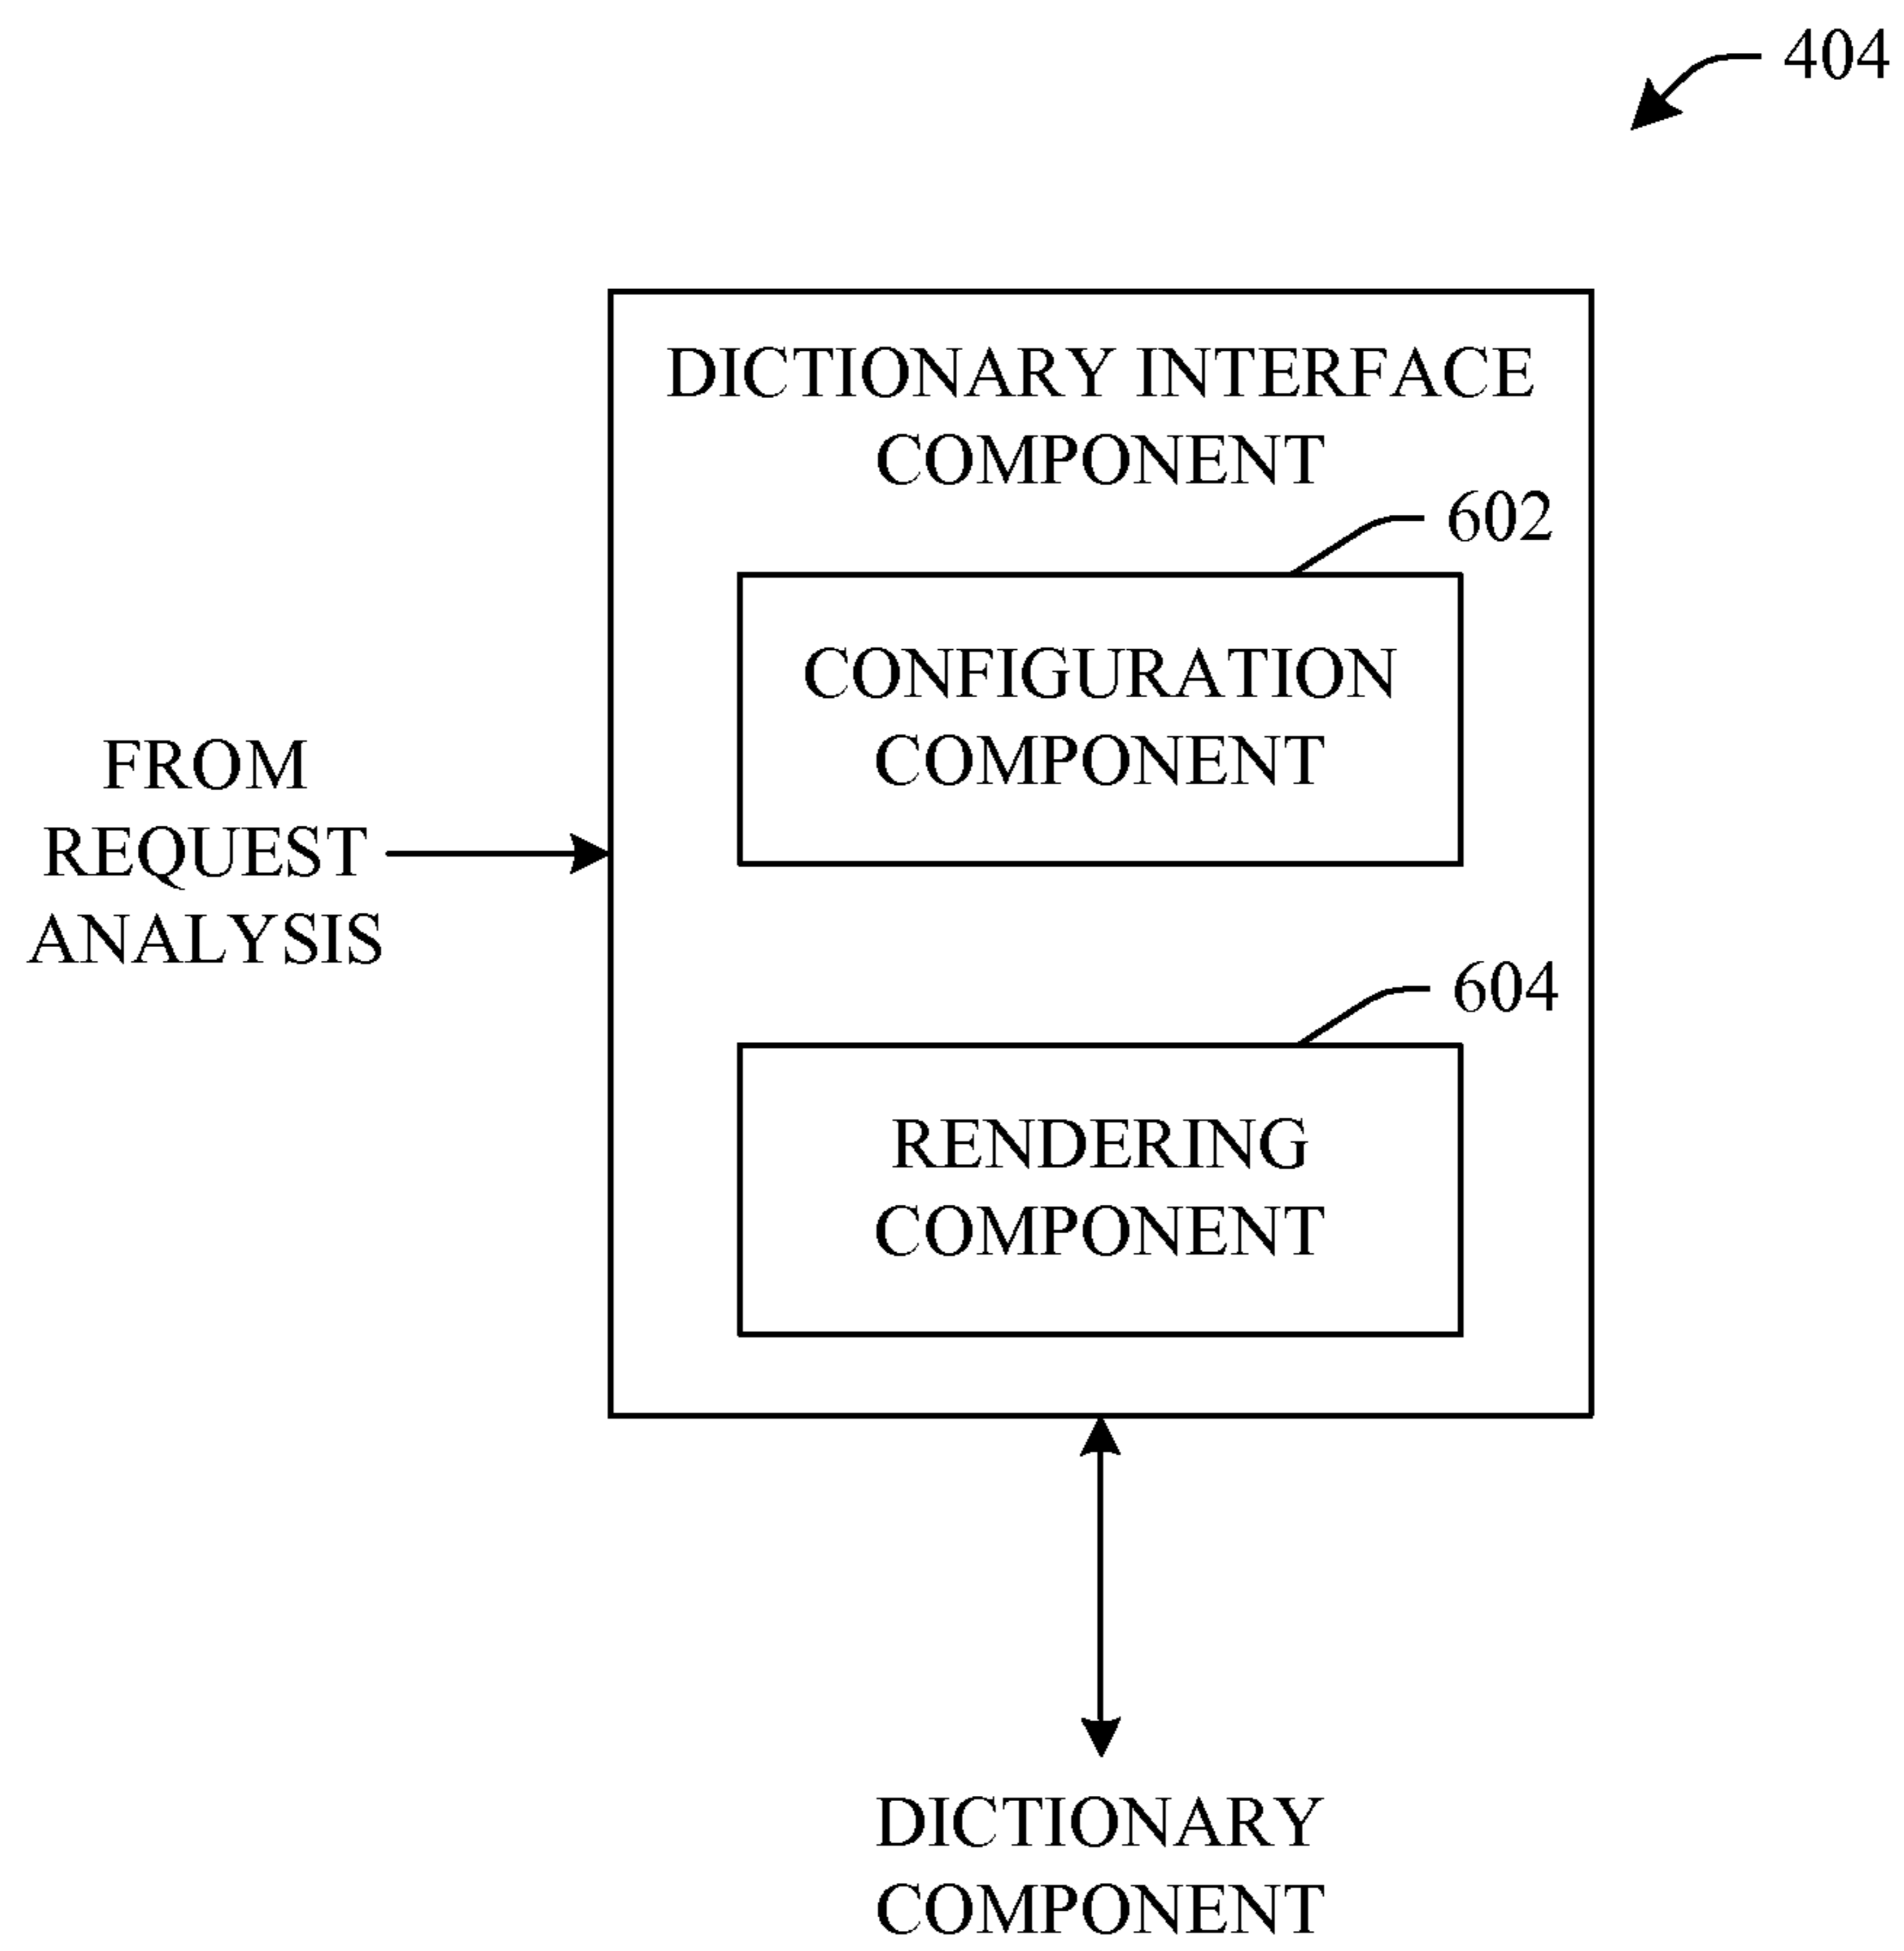 404
DICTIONARY INTERFACE
COMPONENT
602
CONFIGURATION
COMPONENT
FROM
REQUEST
ANALYSIS
604
RENDERING
COMPONENT
DICTIONARY
COMPONENT